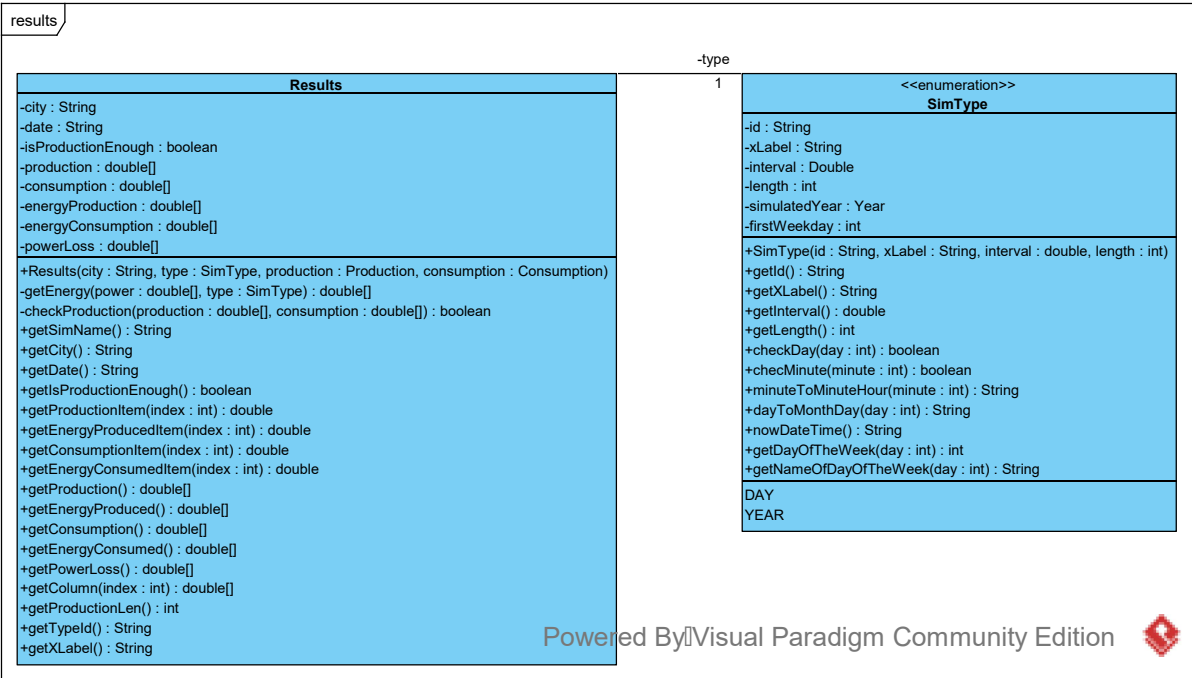 results
-type
1
Results
-city : String
-date : String
-isProductionEnough : boolean
-production : double[]
-consumption : double[]
-energyProduction : double[]
-energyConsumption : double[]
-powerLoss : double[]
+Results(city : String, type : SimType, production : Production, consumption : Consumption)
-getEnergy(power : double[], type : SimType) : double[]
-checkProduction(production : double[], consumption : double[]) : boolean
+getSimName() : String
+getCity() : String
+getDate() : String
+getIsProductionEnough() : boolean
+getProductionItem(index : int) : double
+getEnergyProducedItem(index : int) : double
+getConsumptionItem(index : int) : double
+getEnergyConsumedItem(index : int) : double
+getProduction() : double[]
+getEnergyProduced() : double[]
+getConsumption() : double[]
+getEnergyConsumed() : double[]
+getPowerLoss() : double[]
+getColumn(index : int) : double[]
+getProductionLen() : int
+getTypeId() : String
+getXLabel() : String
<<enumeration>>
SimType
-id : String
-xLabel : String
-interval : Double
-length : int
-simulatedYear : Year
-firstWeekday : int
+SimType(id : String, xLabel : String, interval : double, length : int)
+getId() : String
+getXLabel() : String
+getInterval() : double
+getLength() : int
+checkDay(day : int) : boolean
+checMinute(minute : int) : boolean
+minuteToMinuteHour(minute : int) : String
+dayToMonthDay(day : int) : String
+nowDateTime() : String
+getDayOfTheWeek(day : int) : int
+getNameOfDayOfTheWeek(day : int) : String
DAY
YEAR
Powered By Visual Paradigm Community Edition